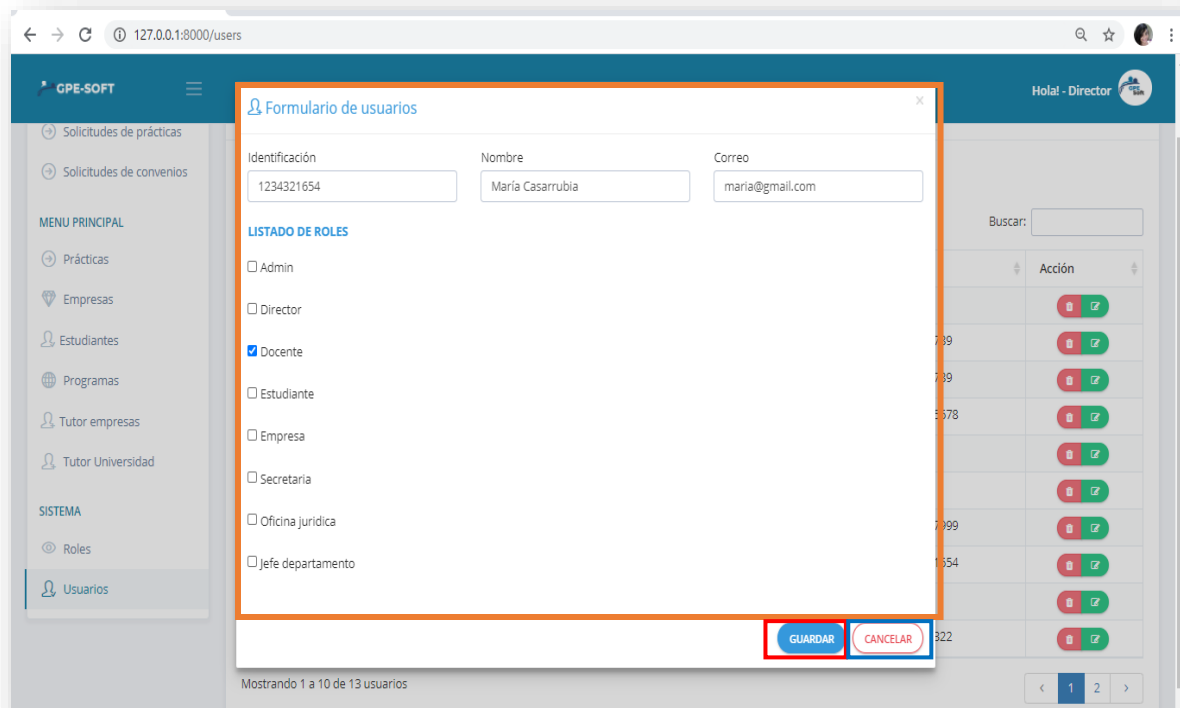 127.0.0.1:8000/users
GPE-SOFT
Hola! - Director
Solicitudes de prácticas
Solicitudes de convenios
MENU PRINCIPAL
Prácticas
Empresas
Estudiantes
Programas
Tutor empresas
Tutor Universidad
SISTEMA
Roles
Usuarios
Formulario de usuarios
×
Identificación Nombre Correo
1234321654 María Casarrubia maria@gmail.com
LISTADO DE ROLES
Admin
Director
Docente
Estudiante
Empresa
Secretaria
Oficina juridica
Jefe departamento
GUARDAR CANCELAR
Buscar:
Acción
Mostrando 1 a 10 de 13 usuarios
1 2